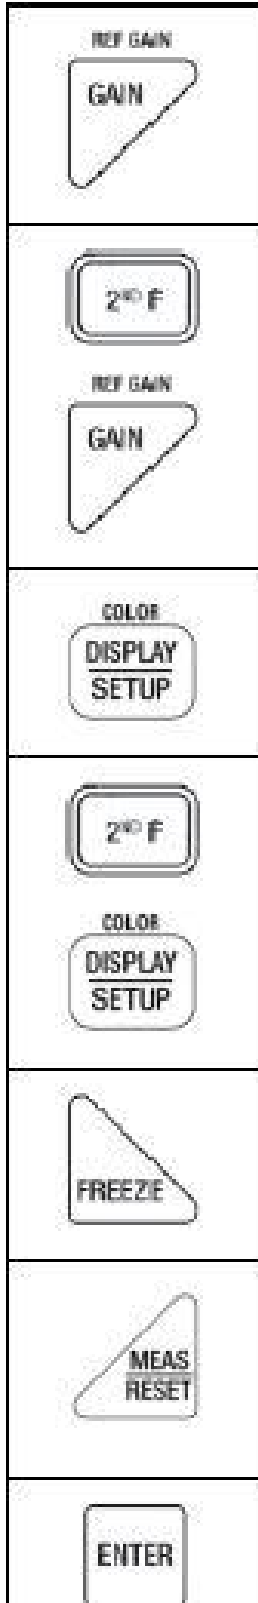 REF GAIN
GAIN
2ND F
REF GAIN
GAIN
COLOR
DISPLAY
SETUP
2ND F
COLOR
DISPLAY
SETUP
FREEZE
MEAS
RESET
ENTER